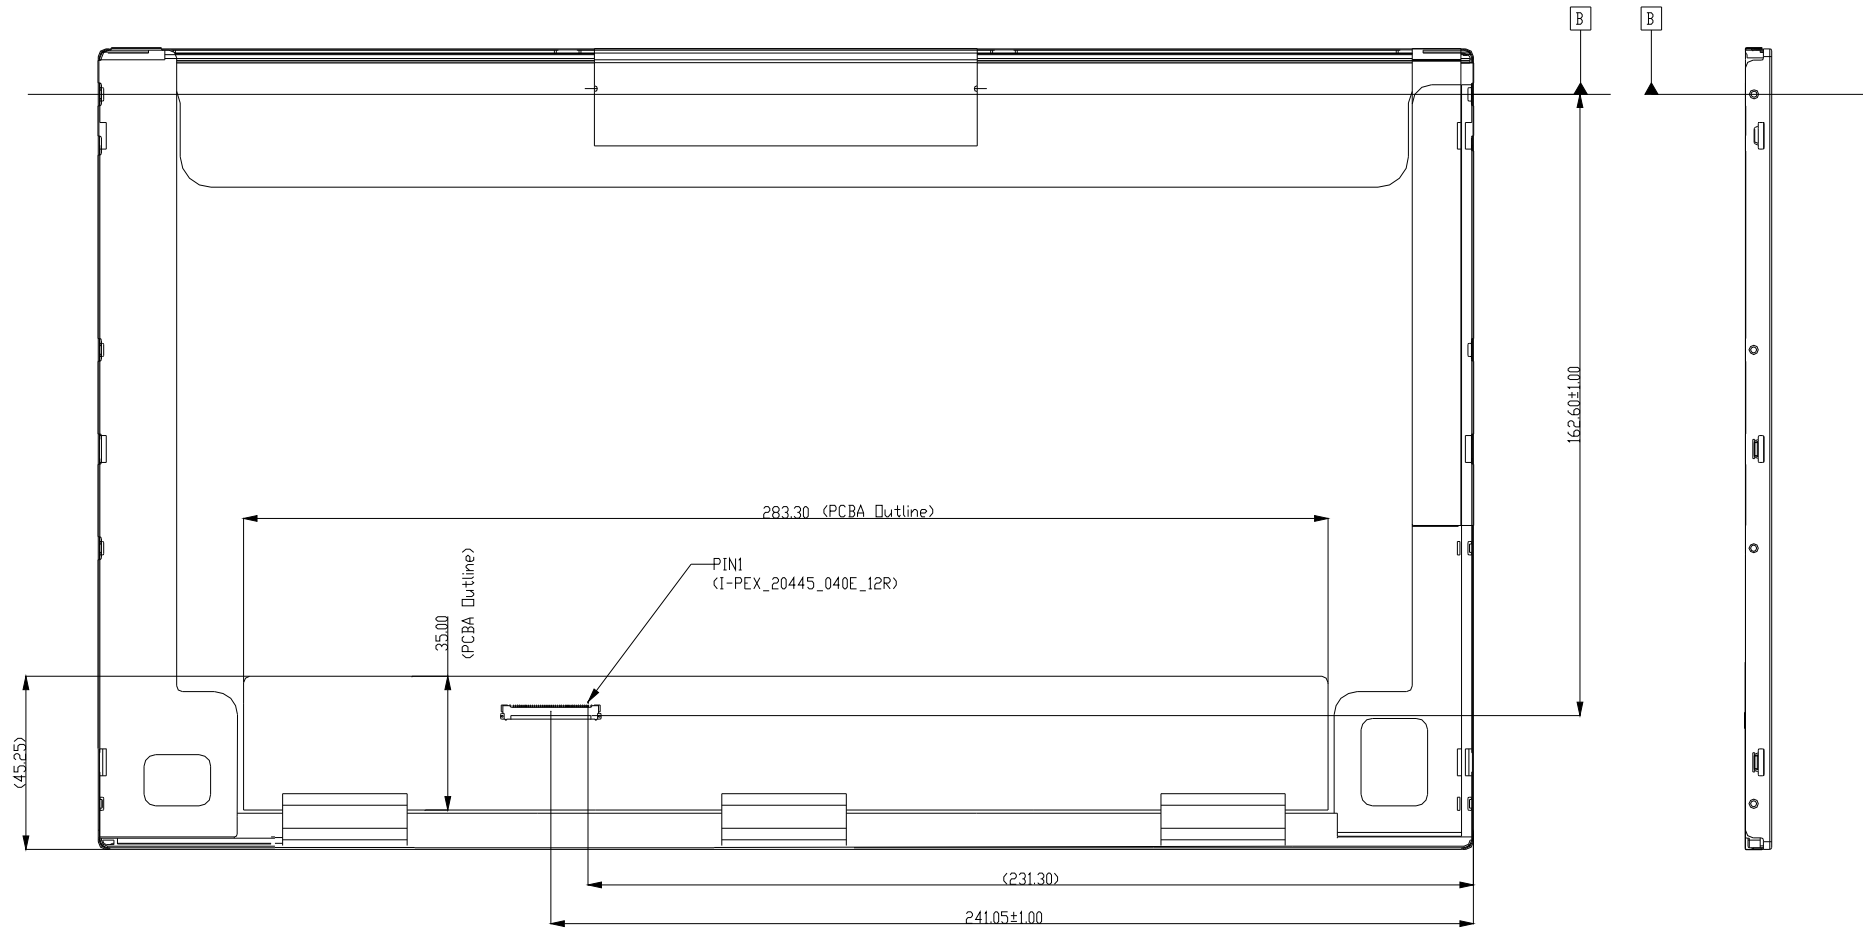 B
B
162.60±1.00
283.30 (PCBA Outline)
PIN1
(I-PEX_20445_040E_12R)
35.00
(PCBA Outline)
(45.25)
(231.30)
241.05±1.00